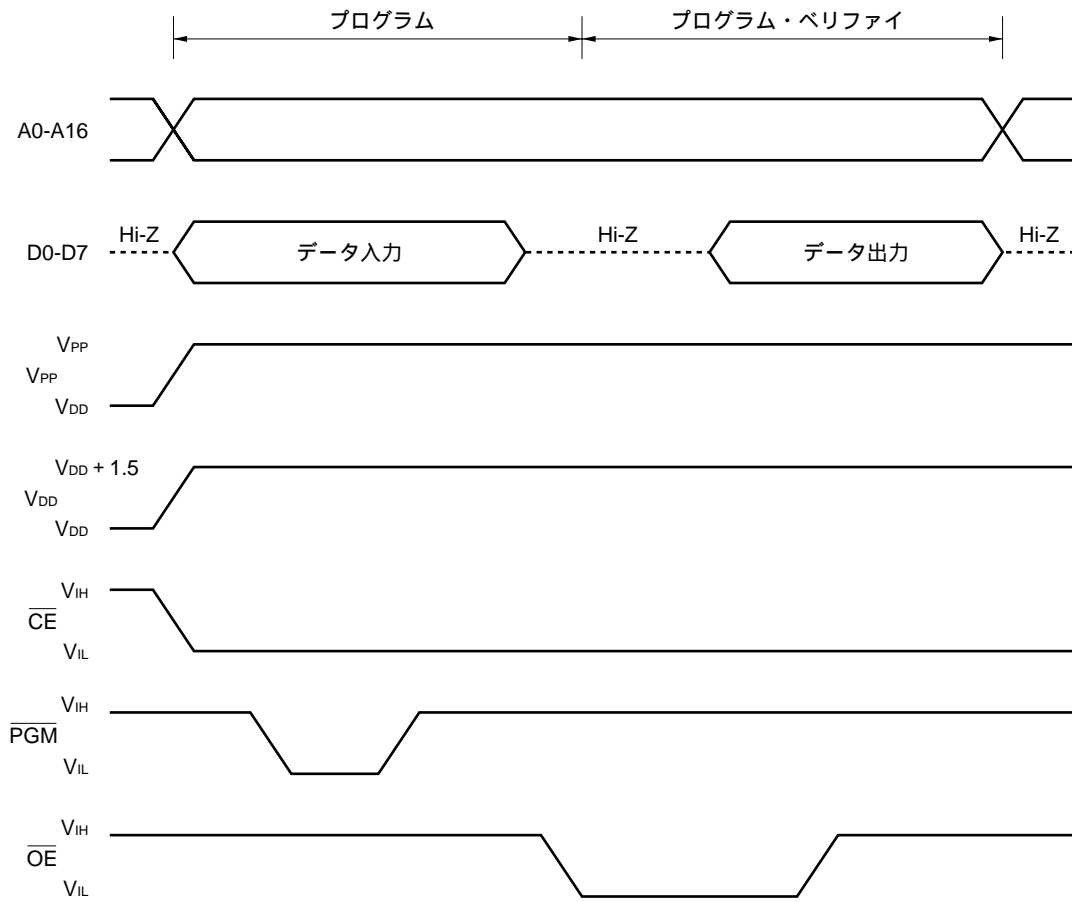 プログラム
プログラム・ベリファイ
A0-A16
D0-D7
Hi-Z
データ入力
Hi-Z
データ出力
Hi-Z
VPP
VPP
VDD
VDD + 1.5
VDD
VDD
VIH
CE
VIL
VIH
PGM
VIL
VIH
OE
VIL